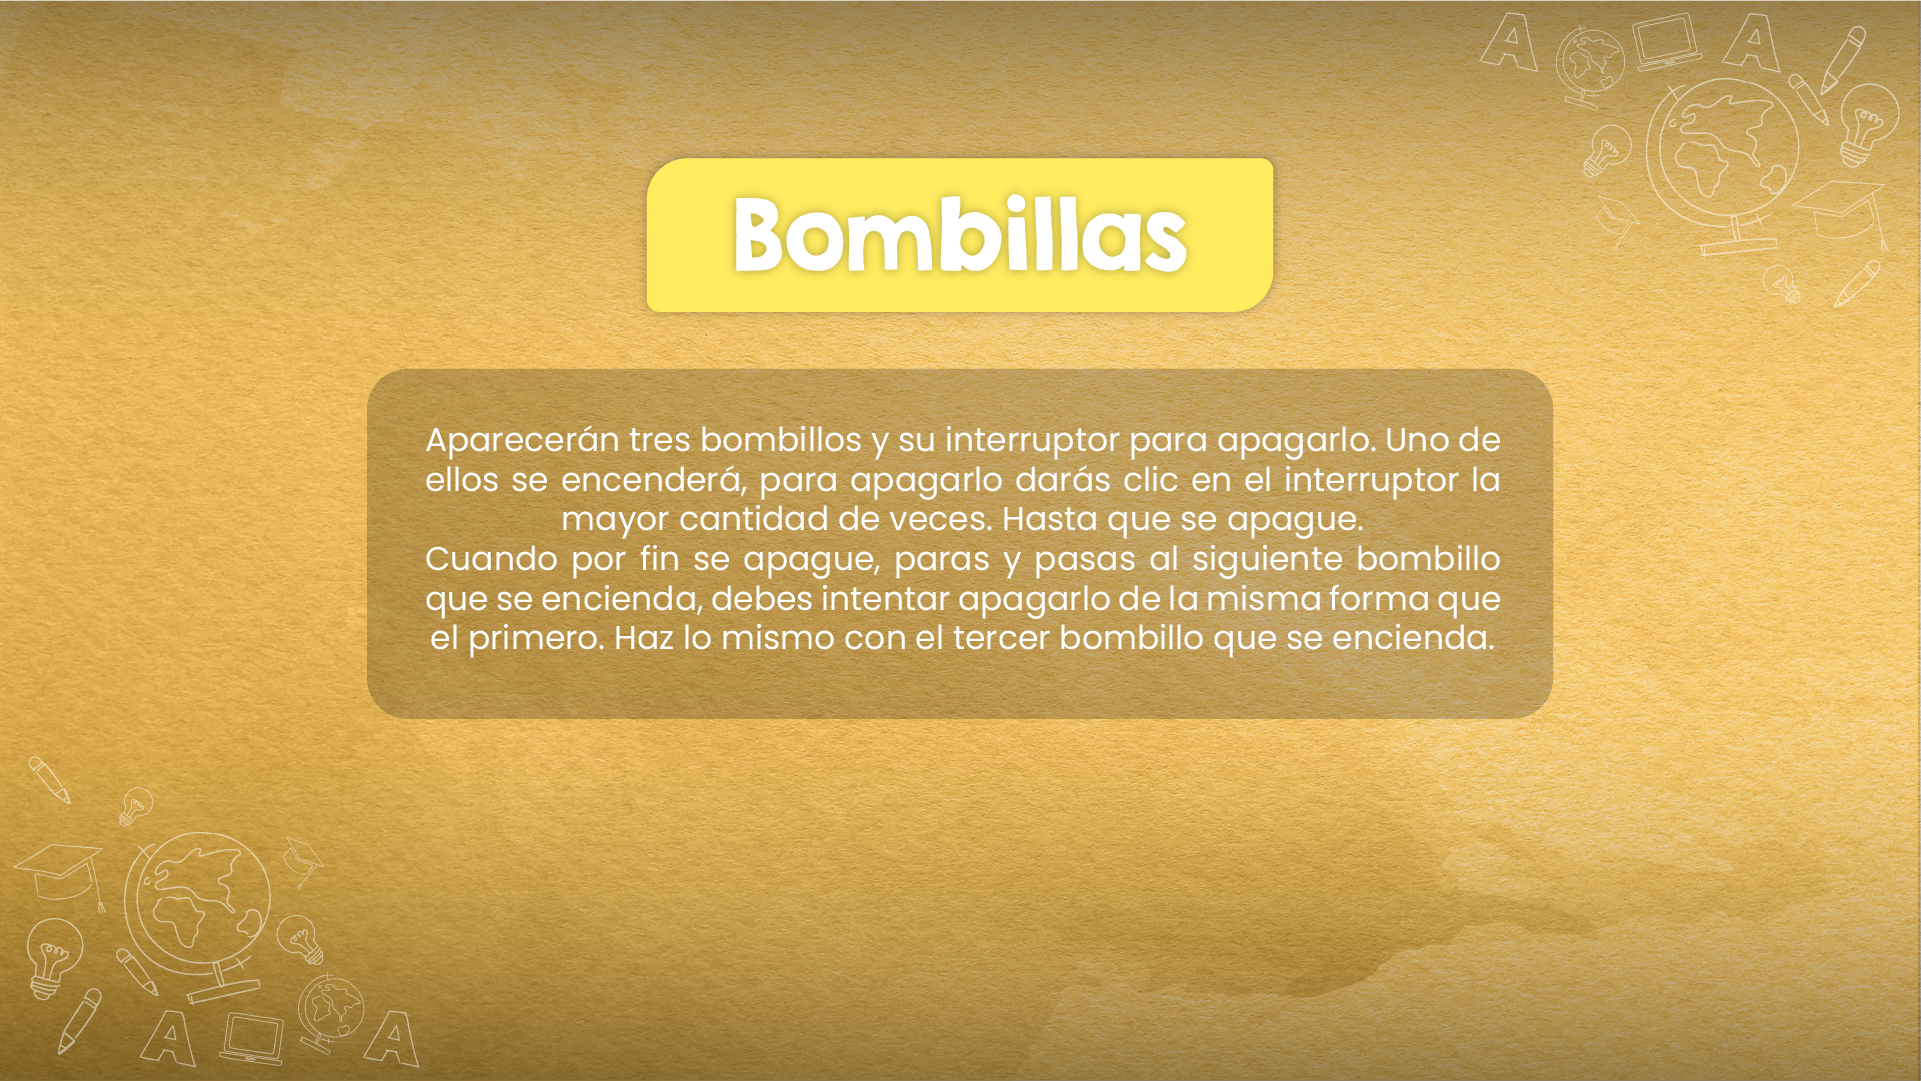 A
A
Bombillas
Aparecerán tres bombillos y su interruptor para apagarlo. Uno de
ellos se encenderá, para apagarlo darás clic en el interruptor la
mayor cantidad de veces. Hasta que se apague.
Cuando por fin se apague, paras y pasas al siguiente bombillo
que se encienda, debes intentar apagarlo de la misma forma que
el primero. Haz lo mismo con el tercer bombillo que se encienda.
A
A